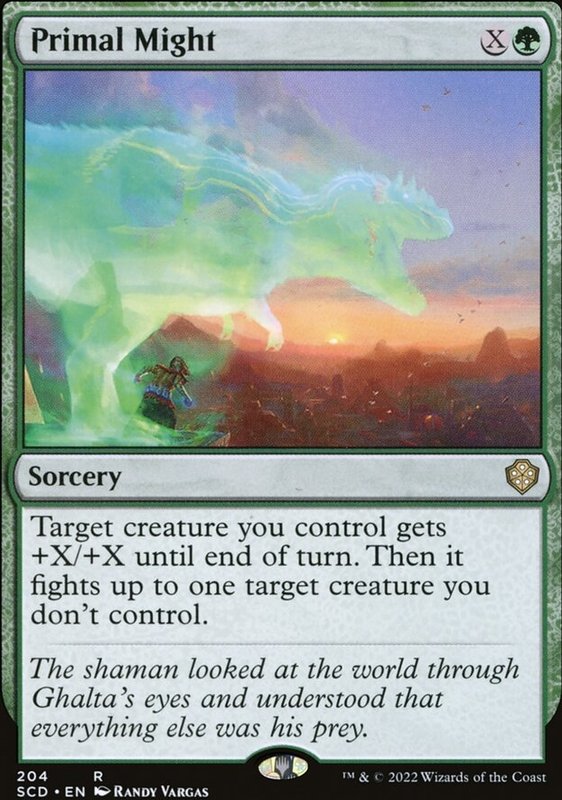 Primal Might X
Sorcery
Target creature you control gets
+X/+X until end of turn. Then it
fights up to one target creature you
don't control.
The shaman looked at the world through
Ghalta's eyes and understood that
everything else was his prey.
204 R
SCD • EN RANDY VARGAS
™ & © 2022 Wizards of the Coast